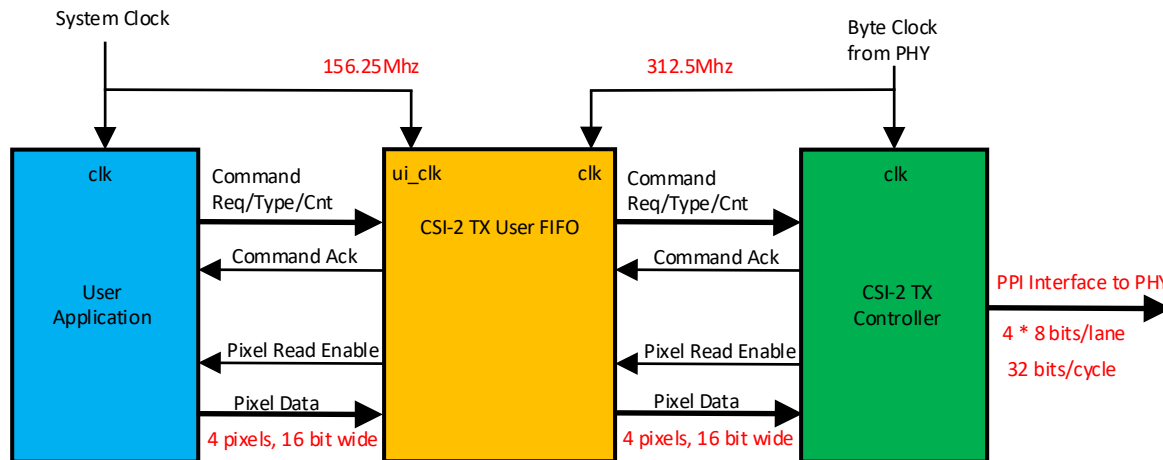 System Clock
Byte Clock
from PHY
156.25Mhz
312.5Mhz
clk
ui_clk
clk
clk
Command
Req/Type/Cnt
Command
Req/Type/Cnt
CSI-2 TX User FIFO
Command Ack
Command Ack
User
Application
CSI-2 TX
Controller
PPI Interface to PHY
4 * 8 bits/lane
32 bits/cycle
Pixel Read Enable
Pixel Read Enable
Pixel Data
Pixel Data
4 pixels, 16 bit wide
4 pixels, 16 bit wide